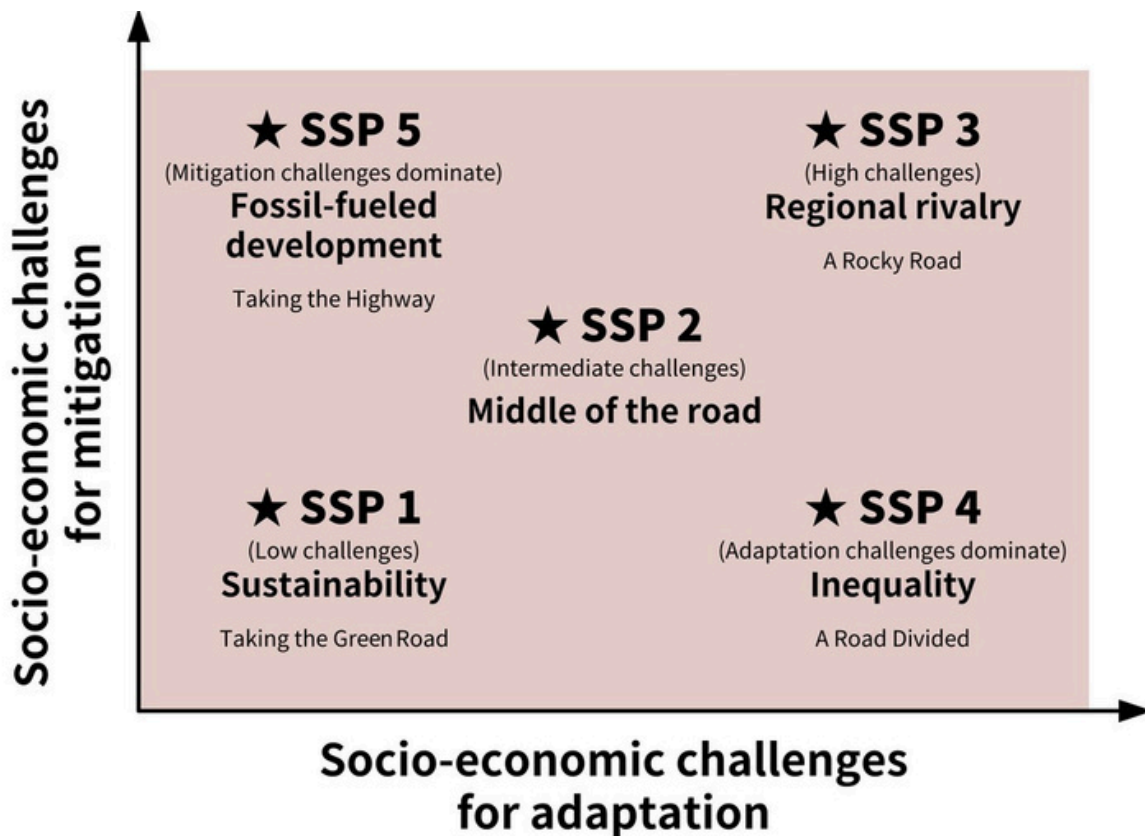 Socio-economic challenges
for mitigation
★ SSP 5
(Mitigation challenges dominate)
Fossil-fueled
development
Taking the Highway
★ SSP 3
(High challenges)
Regional rivalry
A Rocky Road
★ SSP 2
(Intermediate challenges)
Middle of the road
★ SSP 1
(Low challenges)
Sustainability
Taking the Green Road
★ SSP 4
(Adaptation challenges dominate)
Inequality
A Road Divided
Socio-economic challenges
for adaptation